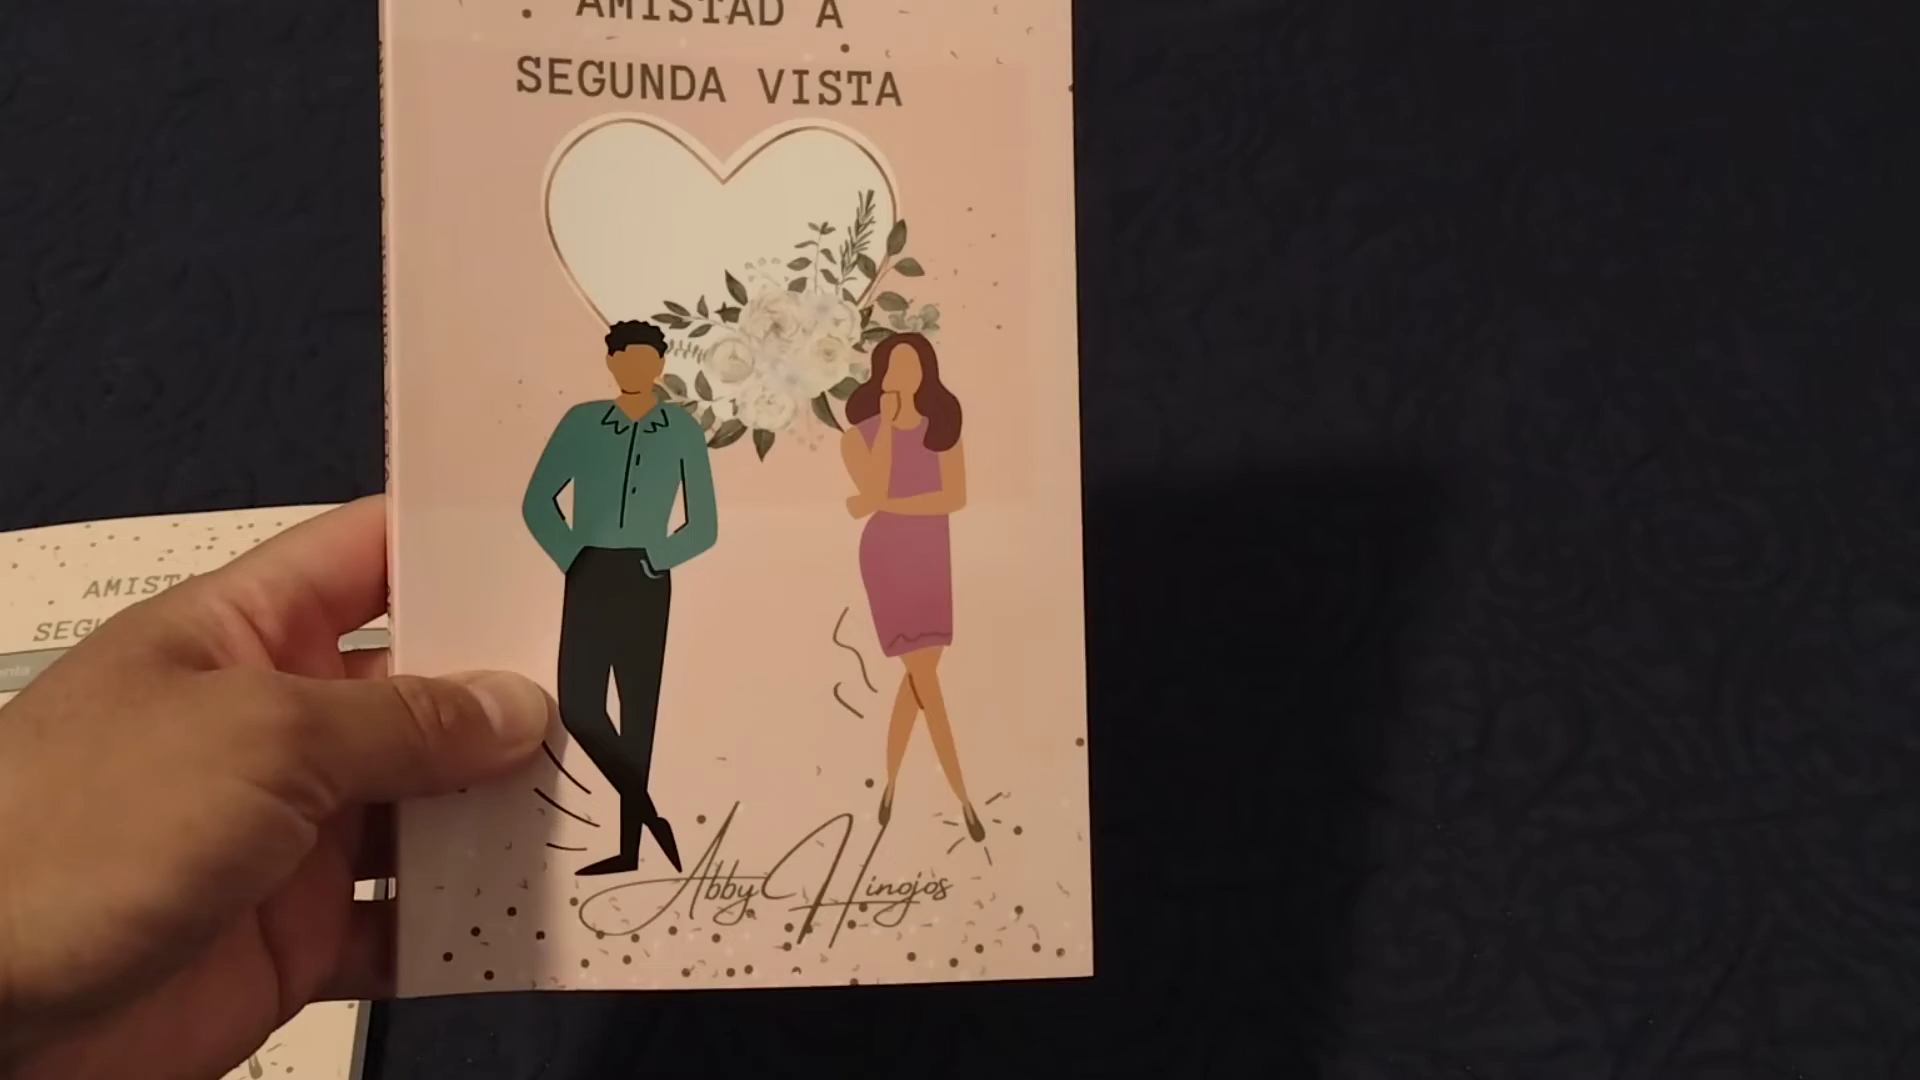 AMISTAD A
SEGUNDA VISTA
Abby Hinojos
AMISTA
SEGU